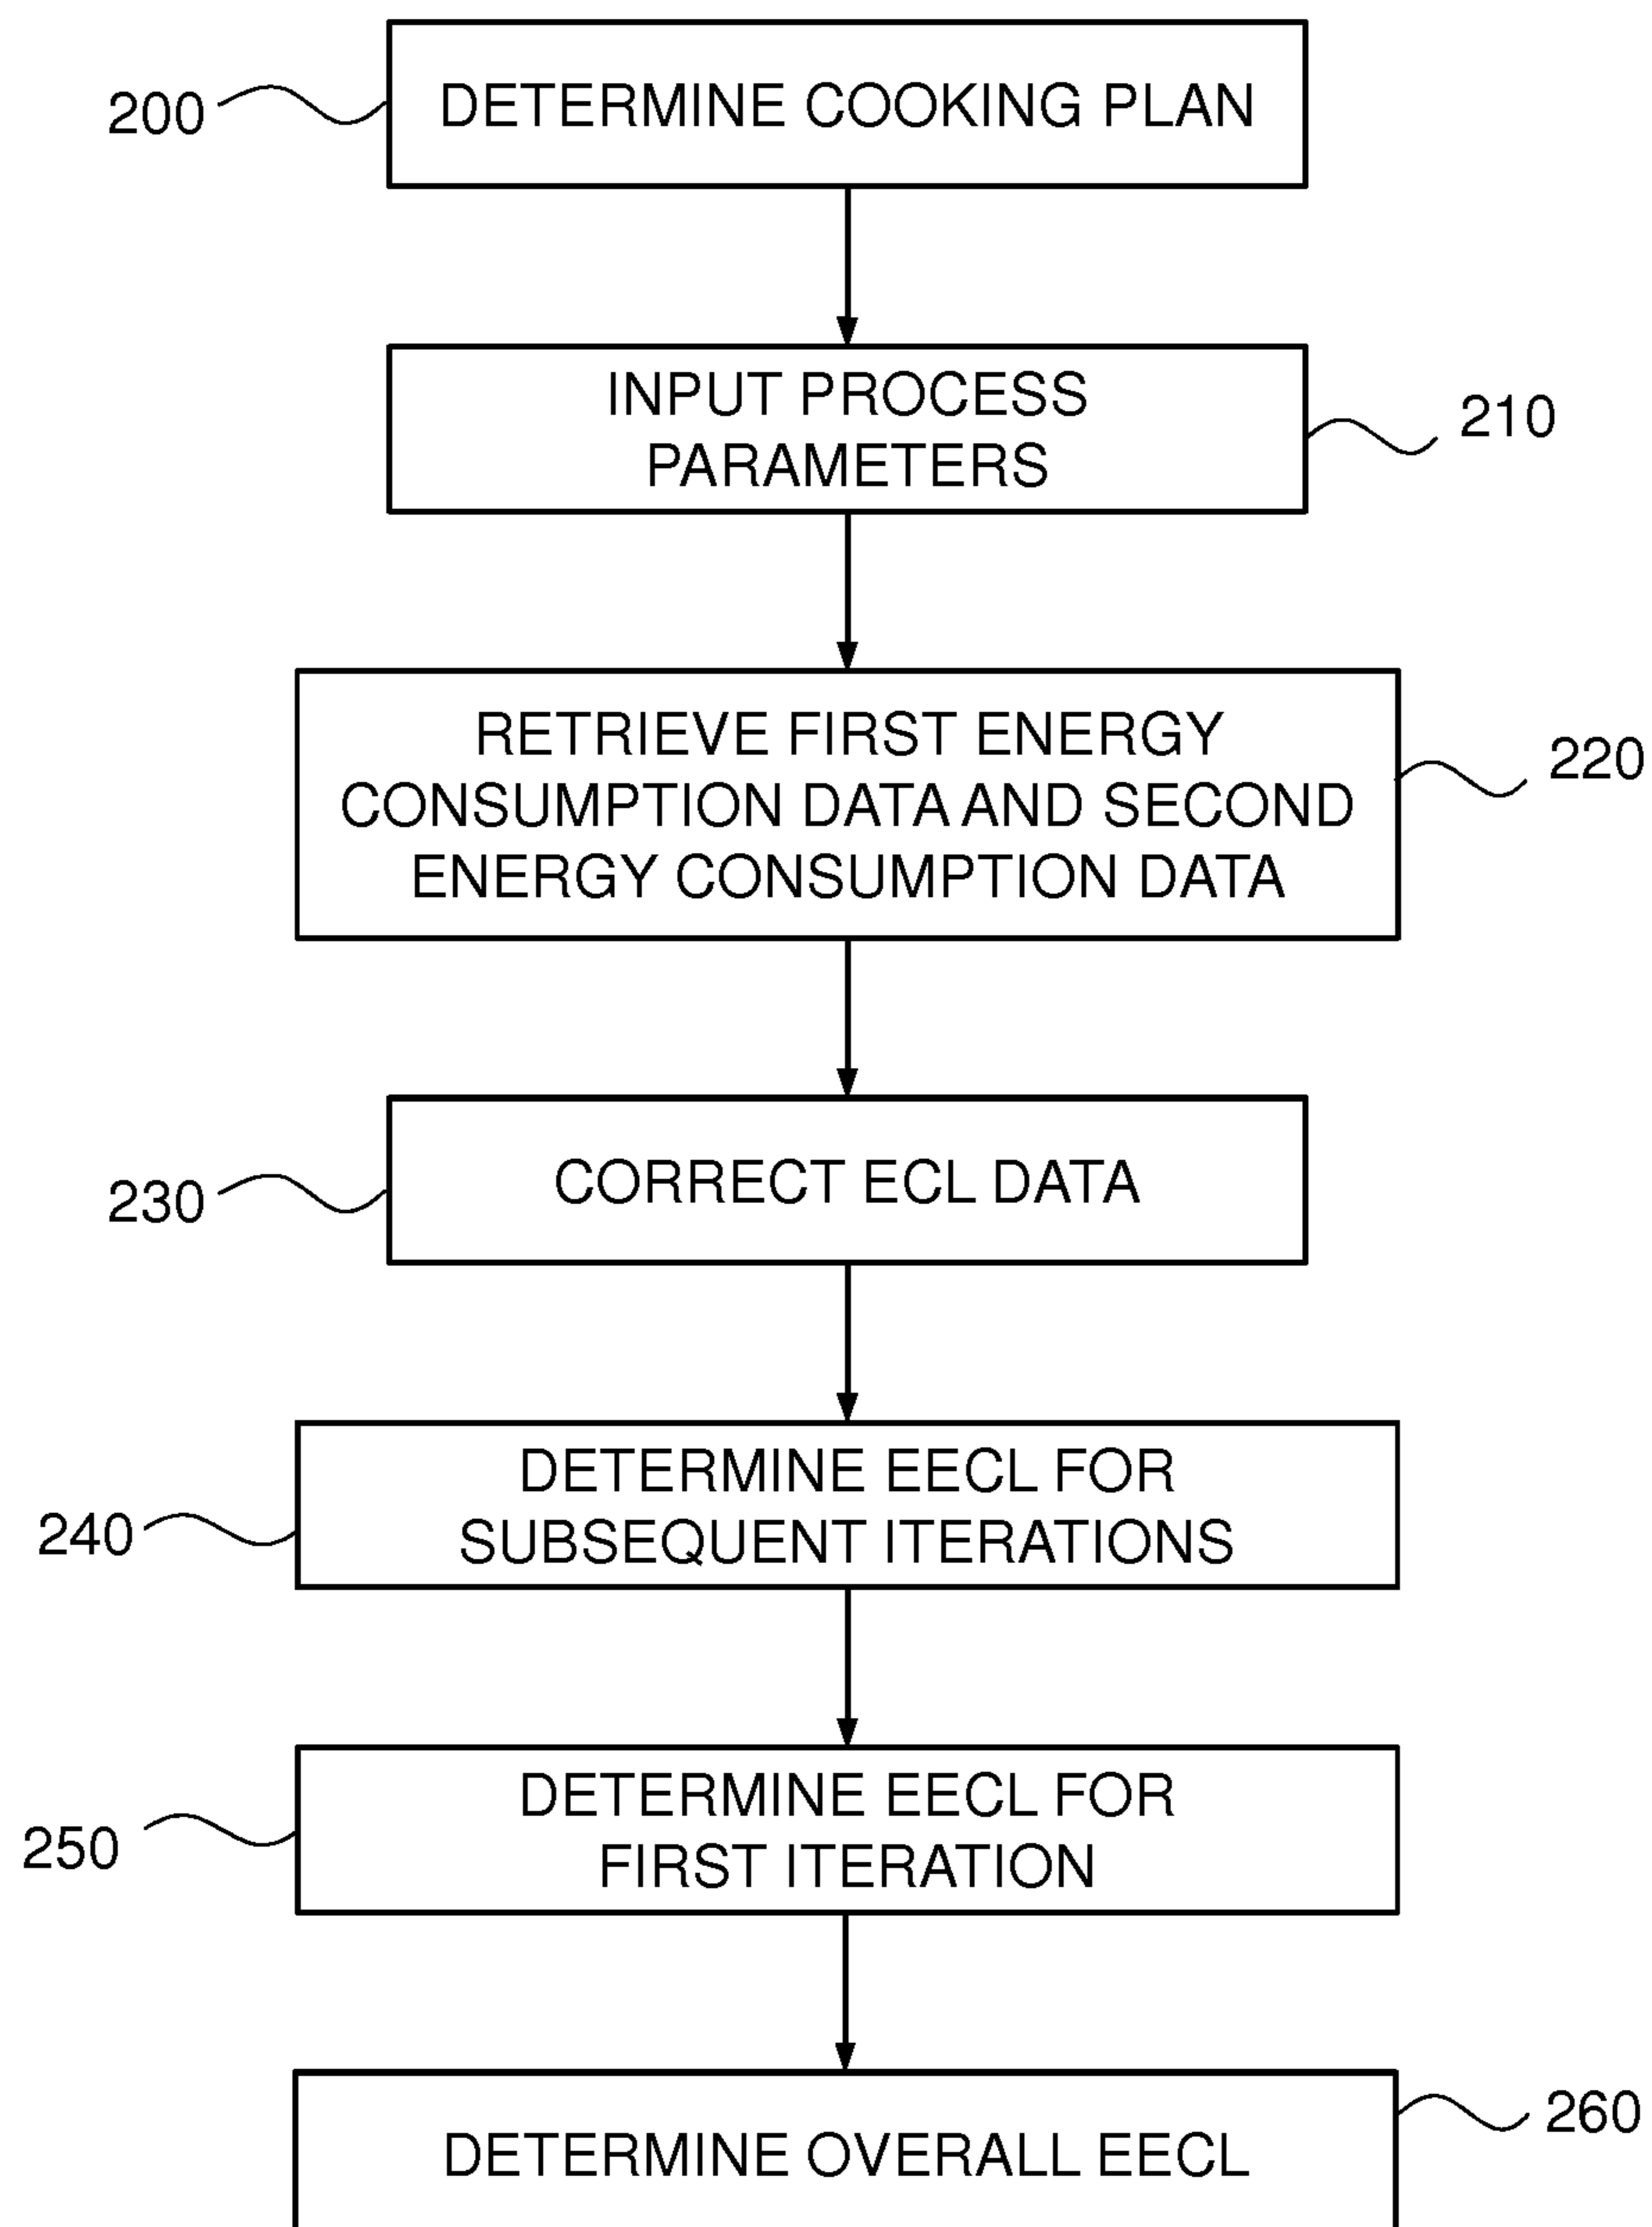 200
DETERMINE COOKING PLAN
INPUT PROCESS
PARAMETERS
210
RETRIEVE FIRST ENERGY
CONSUMPTION DATA AND SECOND
ENERGY CONSUMPTION DATA
220
230
CORRECT ECL DATA
240
DETERMINE EECL FOR
SUBSEQUENT ITERATIONS
250
DETERMINE EECL FOR
FIRST ITERATION
260
DETERMINE OVERALL EECL